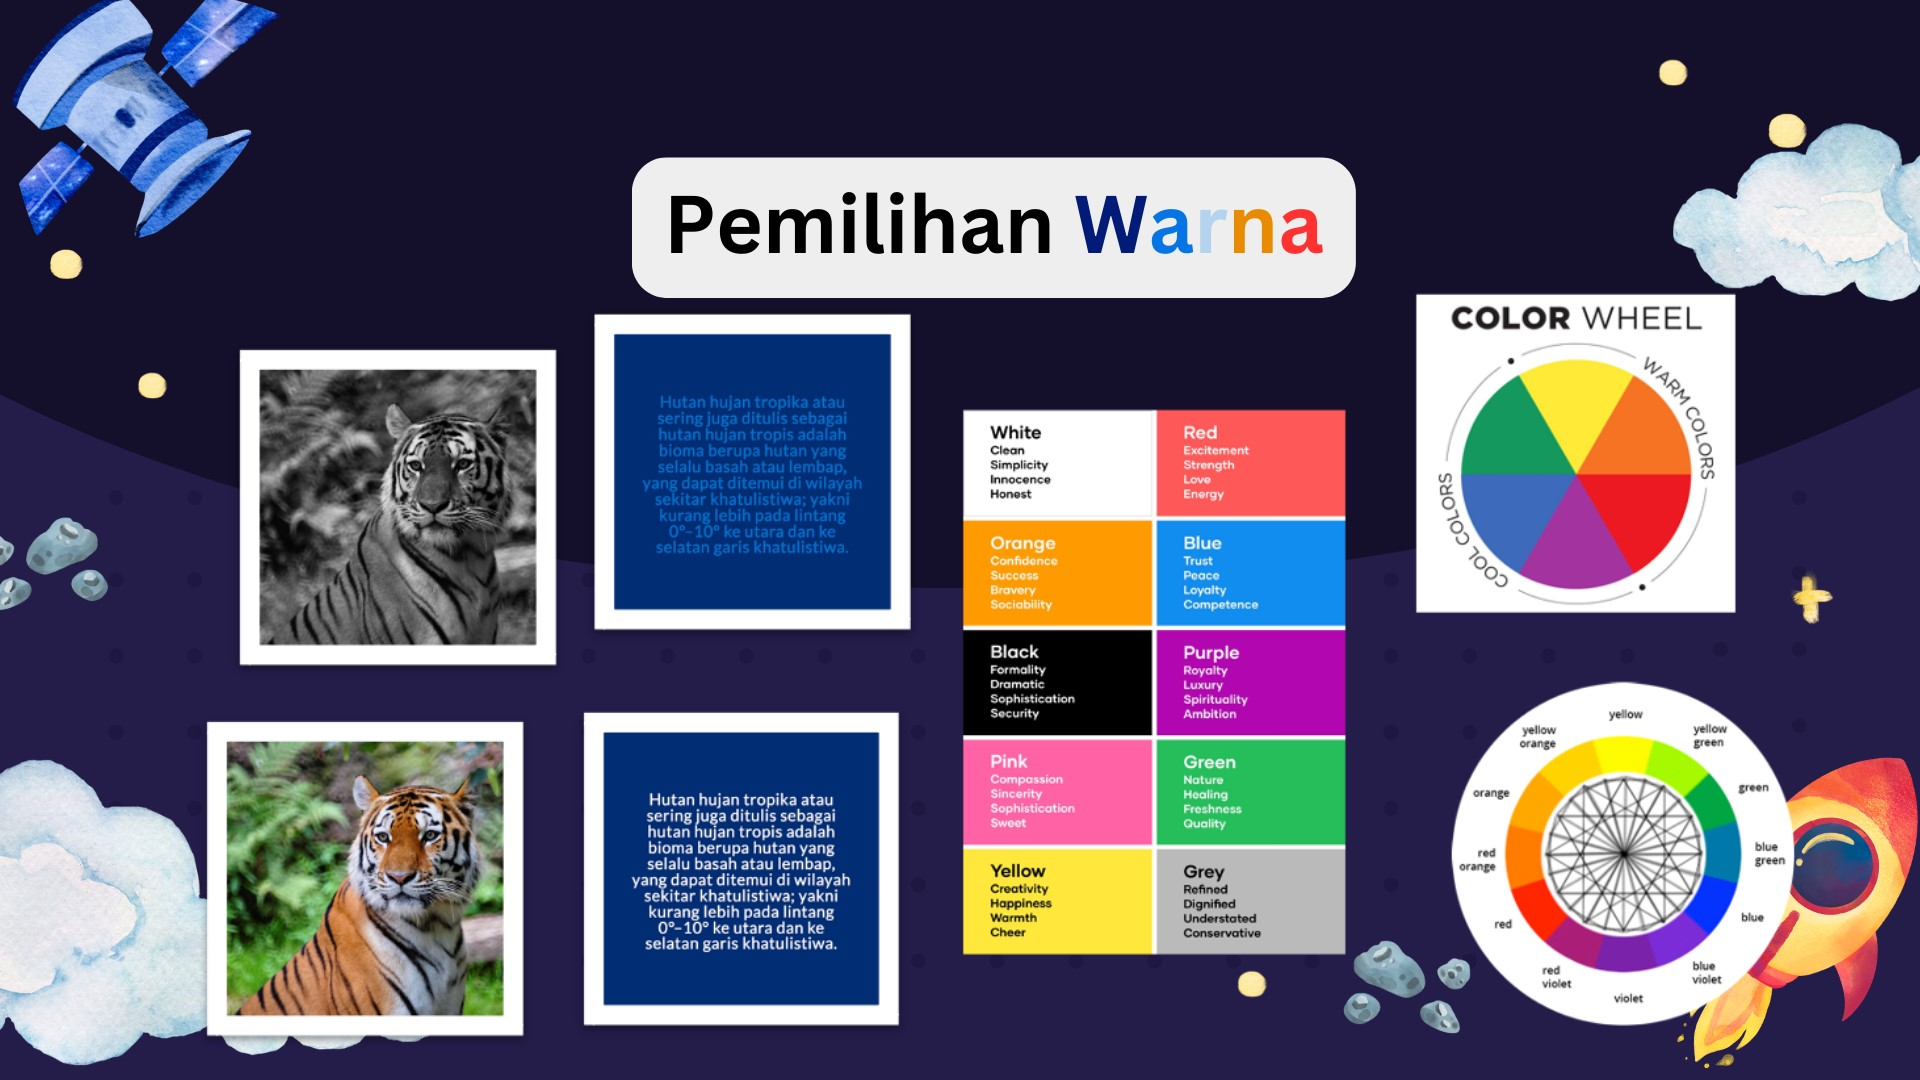 Pemilihan Warna
Hutan hujan tropika atau
sering juga ditulis sebagai
hutan hujan tropis adalah
bioma berupa hutan yang
selalu basah atau lembap,
yang dapat ditemui di wilayah
sekitar khatulistiwa; yakni
kurang lebih pada lintang
0°–10° ke utara dan ke
selatan garis khatulistiwa.
Hutan hujan tropika atau
sering juga ditulis sebagai
hutan hujan tropis adalah
bioma berupa hutan yang
selalu basah atau lembap,
yang dapat ditemui di wilayah
sekitar khatulistiwa; yakni
kurang lebih pada lintang
0°–10° ke utara dan ke
selatan garis khatulistiwa.
White
Clean
Simplicity
Innocence
Honest
Red
Excitement
Strength
Love
Energy
Orange
Confidence
Success
Bravery
Sociability
Blue
Trust
Peace
Loyalty
Competence
Black
Formality
Dramatic
Sophistication
Security
Purple
Royalty
Luxury
Spirituality
Ambition
Pink
Compassion
Sincerity
Sophistication
Sweet
Green
Nature
Healing
Freshness
Quality
Yellow
Creativity
Happiness
Warmth
Cheer
Grey
Refined
Dignified
Understated
Conservative
COLOR WHEEL
WARM COLORS
COOL COLORS
yellow
yellow
green
green
blue
green
blue
blue
violet
violet
red
violet
red
red
orange
orange
yellow
orange